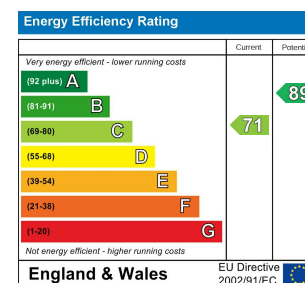 Energy Efficiency Rating
Current Potenti
Very energy efficient - lower running costs
(92 plus) A
(81-91) B
(69-80) C
(55-68) D
(39-54) E
(21-38) F
(1-20) G
71
89
Not energy efficient - higher running costs
England & Wales
EU Directive
2002/91/EC